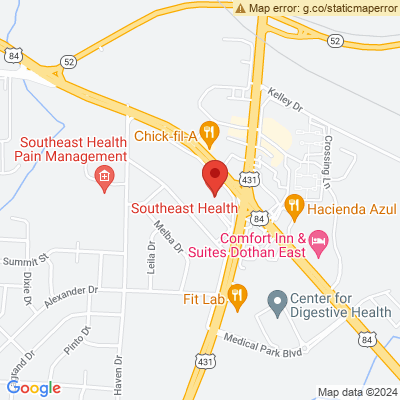 Map error: g.co/staticmaperror
52
84
52
Kelley Dr
Chick-fil-A
Crossing Ln
Southeast Health
Pain Management
431
Southeast Health
84
Hacienda Azul
Melba Dr
Leila Dr
Comfort Inn &
Suites Dothan East
Summit St
Dixie Dr
Alexander Dr
Fit Lab
Center for
Digestive Health
Pinto Dr
Medical Park Blvd
84
431
Haven Dr
Google
Map data ©2024